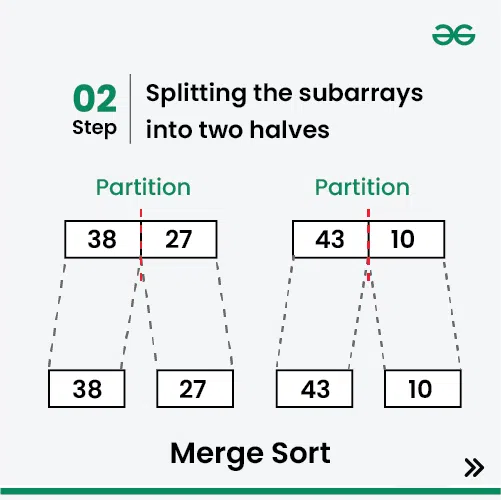 02
Step
Splitting the subarrays
into two halves
Partition
Partition
38 27
43 10
38 27 43 10
Merge Sort